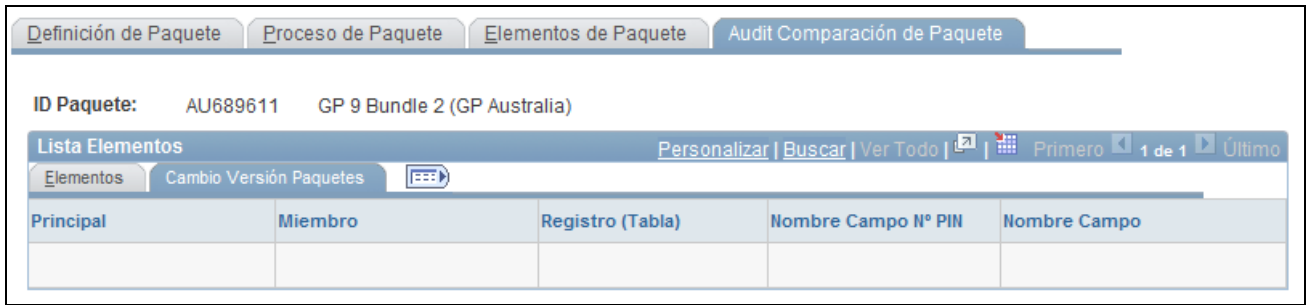 Definición de Paquete Proceso de Paquete Elementos de Paquete Audit Comparación de Paquete
ID Paquete: AU689611 GP 9 Bundle 2 (GP Australia)
Lista Elementos Personalizar | Buscar | Ver Todo | | Primero 1 de 1 Último
Elementos Cambio Versión Paquetes
Principal Miembro Registro (Tabla) Nombre Campo Nº PIN Nombre Campo